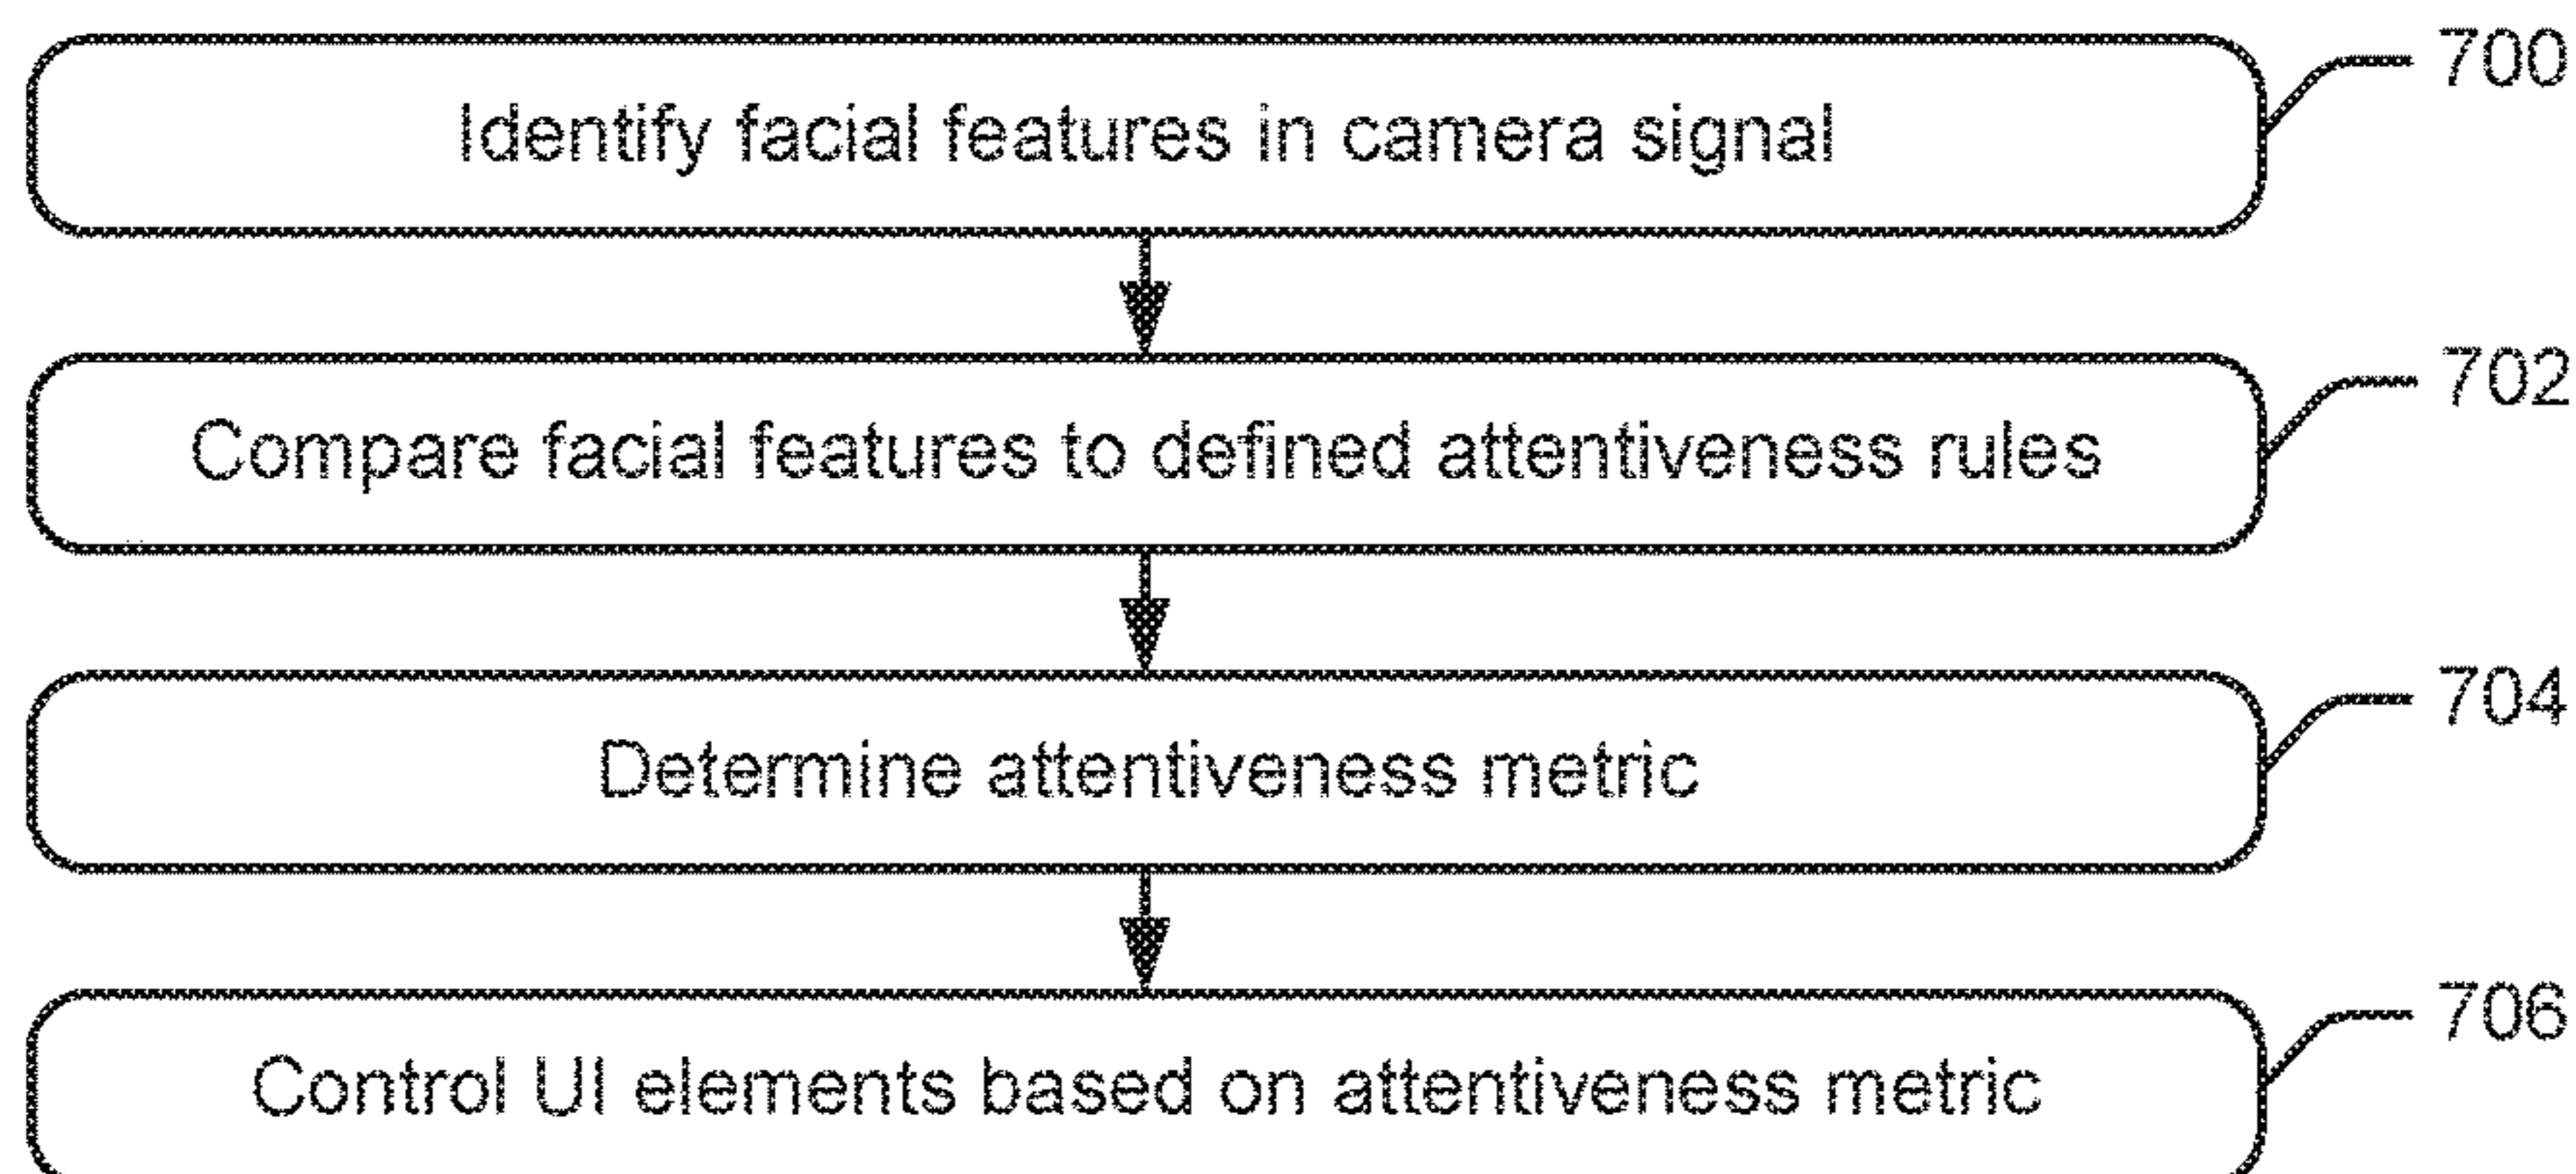 Identify facial features in camera signal
700
Compare facial features to defined attentiveness rules
702
Determine attentiveness metric
704
Control UI elements based on attentiveness metric
706